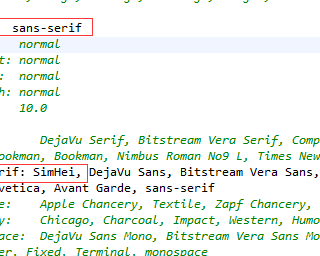 sans-serif
normal
t: normal
: normal
h: normal
10.0
DejaVu Serif, Bitstream Vera Serif, Comp
ookman, Bookman, Nimbus Roman No9 L, Times New
rif: SimHei, DejaVu Sans, Bitstream Vera Sans,
vetica, Avant Garde, sans-serif
e: Apple Chancery, Textile, Zapf Chancery,
y: Chicago, Charcoal, Impact, Western, Humo
ace: DejaVu Sans Mono, Bitstream Vera Sans Mo
er, Fixed, Terminal, monospace